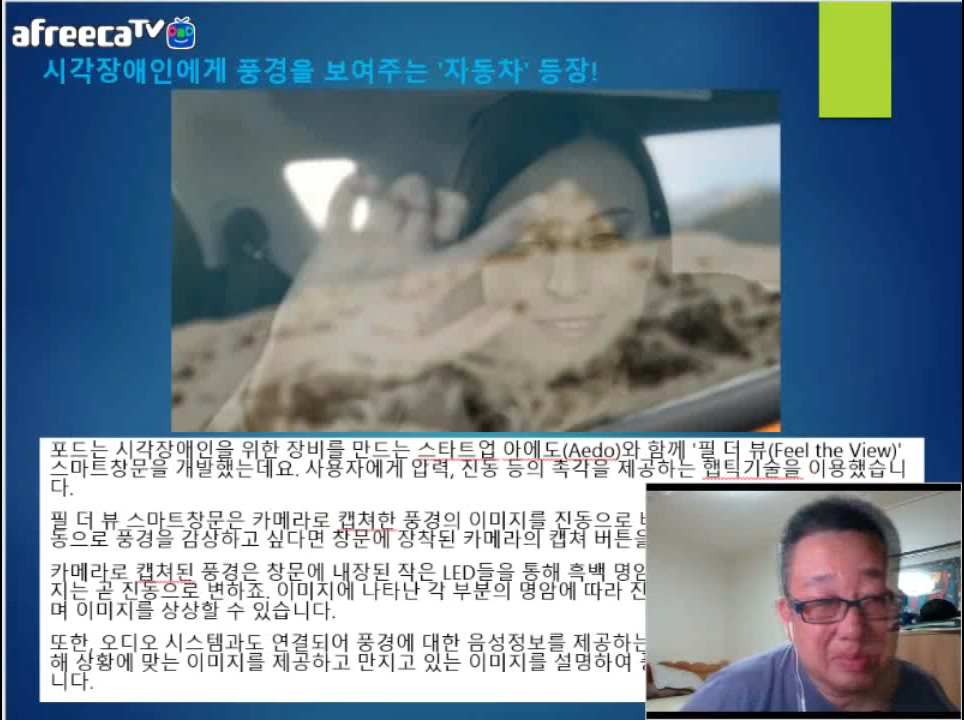 afreecaTV
시각장애인에게 풍경을 보여주는 '자동차' 등장!
포드는 시각장애인을 위한 장비를 만드는 스타트업 아에도(Aedo)와 함께 '필 더 뷰(Feel the View)'
스마트창문을 개발했는데요. 사용자에게 압력, 진동 등의 촉각을 제공하는 햅틱기술을 이용했습니
다.
필 더 뷰 스마트창문은 카메라로 캡쳐한 풍경의 이미지를 진동으로
동으로 풍경을 감상하고 싶다면 창문에 장착된 카메라의 캡쳐 버튼을
카메라로 캡쳐된 풍경은 창문에 내장된 작은 LED들을 통해 흑백 명암
지는 곧 진동으로 변하죠. 이미지에 나타난 각 부분의 명암에 따라 진
며 이미지를 상상할 수 있습니다.
또한, 오디오 시스템과도 연결되어 풍경에 대한 음성정보를 제공하는
해 상황에 맞는 이미지를 제공하고 만지고 있는 이미지를 설명하여
니다.